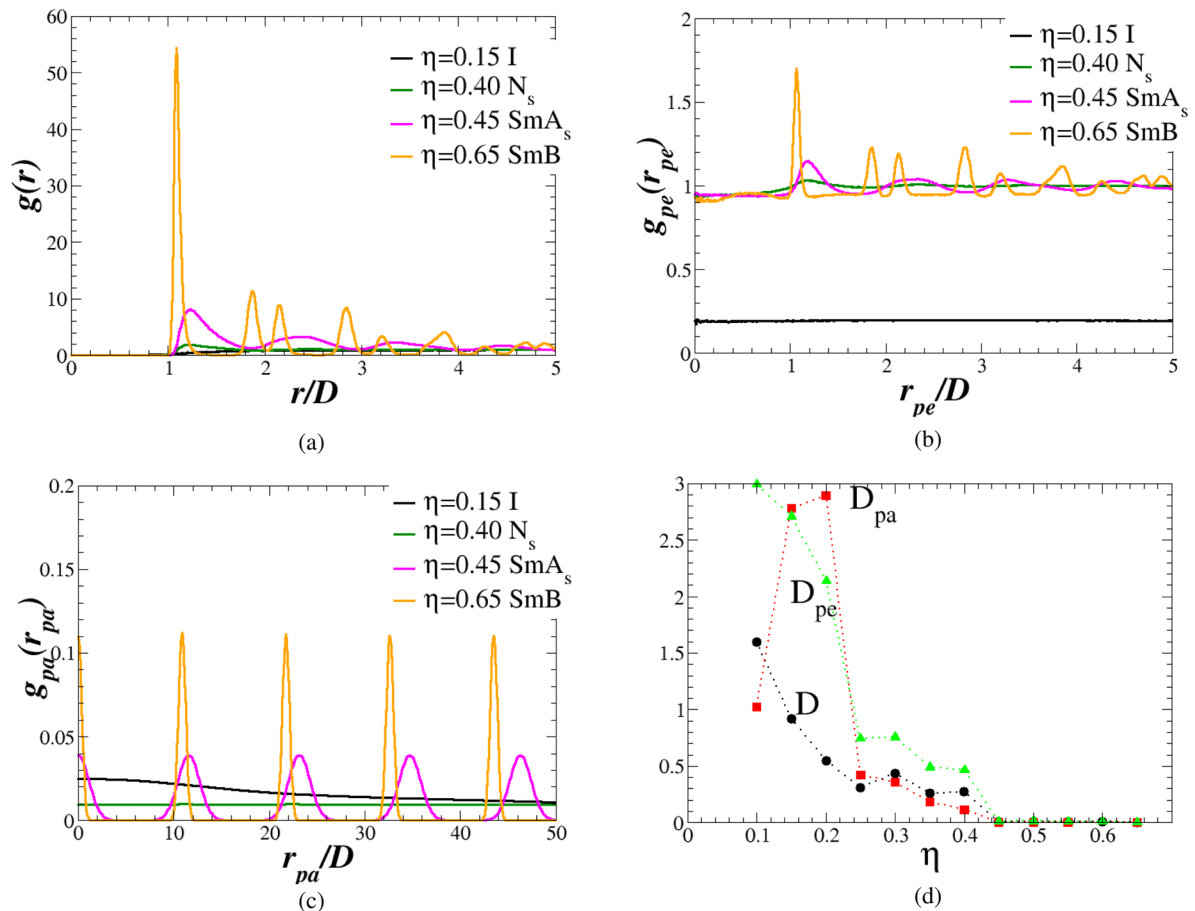 60
50
40
30
20
10
0
g(r)
η=0.15 I
η=0.40 Ns
η=0.45 SmAs
η=0.65 SmB
0 1 2 3 4 5
r/D
(a)
2
1.5
1
0.5
0
gpe(rpe)
η=0.15 I
η=0.40 Ns
η=0.45 SmAs
η=0.65 SmB
0 1 2 3 4 5
rpe/D
(b)
0.2
0.15
0.1
0.05
0
gpa(rpa)
η=0.15 I
η=0.40 Ns
η=0.45 SmAs
η=0.65 SmB
0 10 20 30 40 50
rpa/D
(c)
3
2.5
2
1.5
1
0.5
0
Dpa
Dpe
D
0.1 0.2 0.3 0.4 0.5 0.6
η
(d)